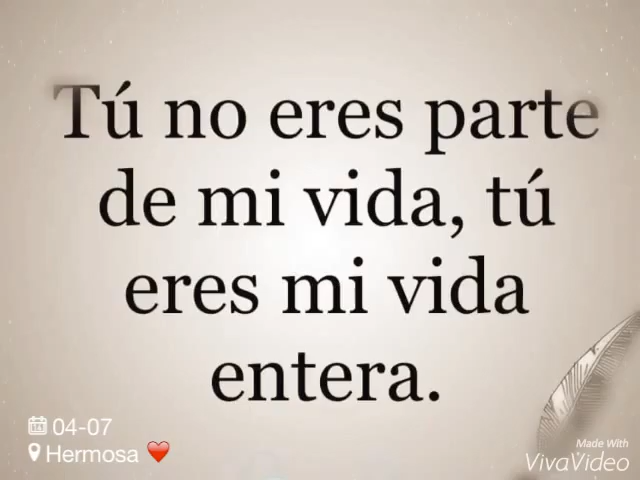 Tú no eres parte
de mi vida, tú
eres mi vida
entera.
04-07
Hermosa ❤️
Made With
VivaVideo